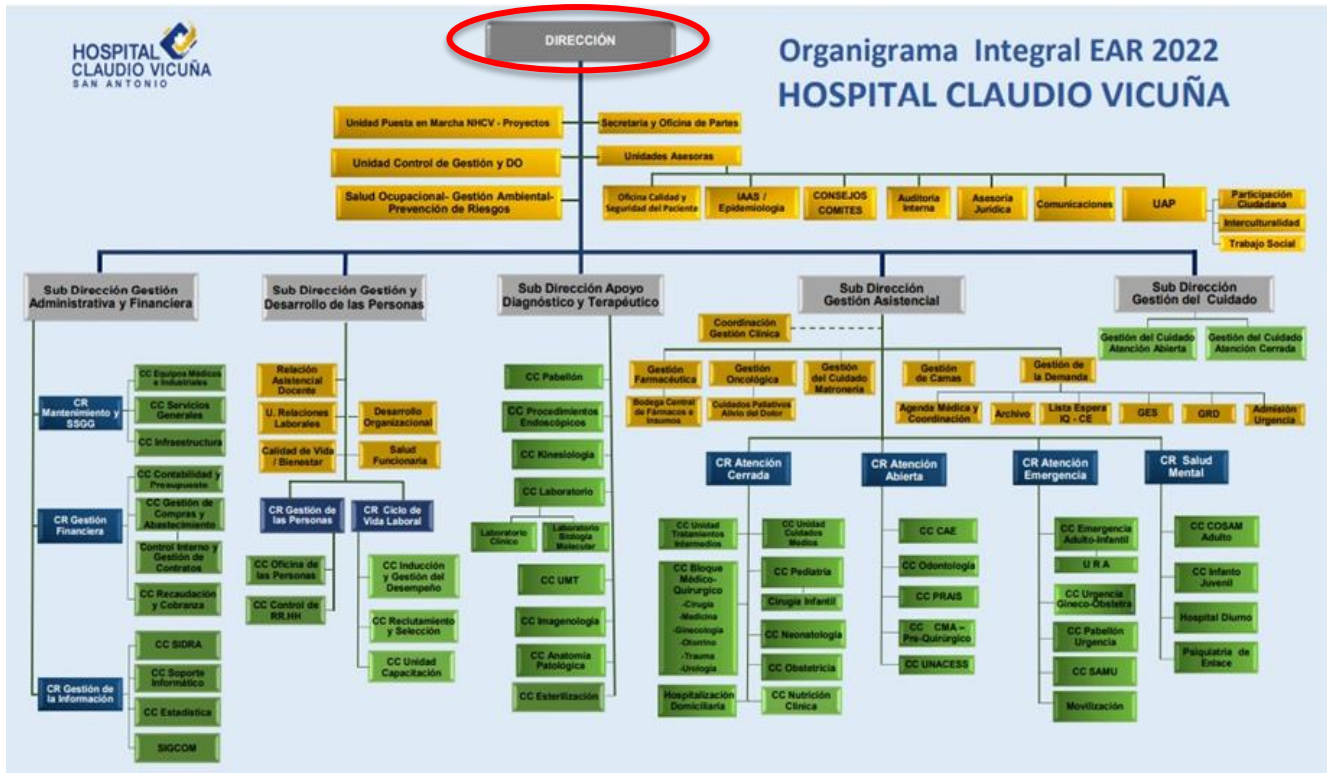 HOSPITAL
CLAUDIO VICUÑA
SAN ANTONIO
DIRECCIÓN
Organigrama Integral EAR 2022
HOSPITAL CLAUDIO VICUÑA
Unidad Puesta en Marcha NHCV - Proyectos
Secretaria y Oficina de Partes
Unidad Control de Gestión y DO
Unidades Asesoras
Salud Ocupacional- Gestión Ambiental-
Prevención de Riesgos
Oficina Calidad y
Seguridad del Paciente
IAAS /
Epidemiología
CONSEJOS
COMITES
Auditoria
Interna
Asesoría
Jurídica
Comunicaciones
UAP
Participación
Ciudadana
Interculturalidad
Trabajo Social
Sub Dirección Gestión
Administrativa y Financiera
Sub Dirección Gestión y
Desarrollo de las Personas
Sub Dirección Apoyo
Diagnóstico y Terapéutico
Sub Dirección
Gestión Asistencial
Sub Dirección
Gestión del Cuidado
CR
Mantenimiento y
SSGG
CC Equipos Médicos
e Industriales
CC Servicios
Generales
CC Infraestructura
CR Gestión
Financiera
CC Contabilidad y
Presupuesto
CC Gestión de
Compras y
Abastecimiento
Control Interno y
Gestión de
Contratos
CC Recaudación
y Cobranza
CR Gestión de
la Información
CC SIDRA
CC Soporte
Informático
CC Estadística
SIGCOM
Relación
Asistencial
Docente
U. Relaciones
Laborales
Desarrollo
Organizacional
Calidad de Vida
/ Bienestar
Salud
Funcionaria
CR Gestión de
las Personas
CR Ciclo de
Vida Laboral
CC Oficina de
las Personas
CC Control de
RR.HH
CC Inducción
y Gestión del
Desempeño
CC Reclutamiento
y Selección
CC Unidad
Capacitación
CC Pabellón
CC Procedimientos
Endoscópicos
CC Kinesiología
CC Laboratorio
Laboratorio
Clínico
Laboratorio
Biología
Molecular
CC UMT
CC Imagenología
CC Anatomía
Patológica
CC Esterilización
Coordinación
Gestión Clínica
Gestión
Farmacéutica
Gestión
Oncológica
Gestión
del Cuidado
Matronería
Gestión
de Camas
Gestión de
la Demanda
Bodega Central
de Fármacos e
Insumos
Cuidados Paliativos
Alivio del Dolor
Agenda Médica y
Coordinación
Archivo
Lista Espera
IQ - CE
GES
GRD
Admisión
Urgencia
CR Atención
Cerrada
CR Atención
Abierta
CR Atención
Emergencia
CR Salud
Mental
CC Unidad
Tratamientos
Intermedios
CC Unidad
Cuidados
Medios
CC Bloque
Médico-
Quirurgico
-Cirugía
-Medicina
-Ginecología
-Otorrino
-Trauma
-Urología
CC Pediatría
Cirugía Infantil
CC Neonatología
CC Obstetricia
Hospitalización
Domiciliaria
CC Nutrición
Clínica
CC CAE
CC Odontología
CC PRAIS
CC CMA –
Pre-Quirúrgico
CC UNACESS
CC Emergencia
Adulto-Infantil
U R A
CC Urgencia
Gineco-Obstetra
CC Pabellón
Urgencia
CC SAMU
Movilización
CC COSAM
Adulto
CC Infanto
Juvenil
Hospital Diurno
Psiquiatría de
Enlace
Gestión del Cuidado
Atención Abierta
Gestión del Cuidado
Atención Cerrada